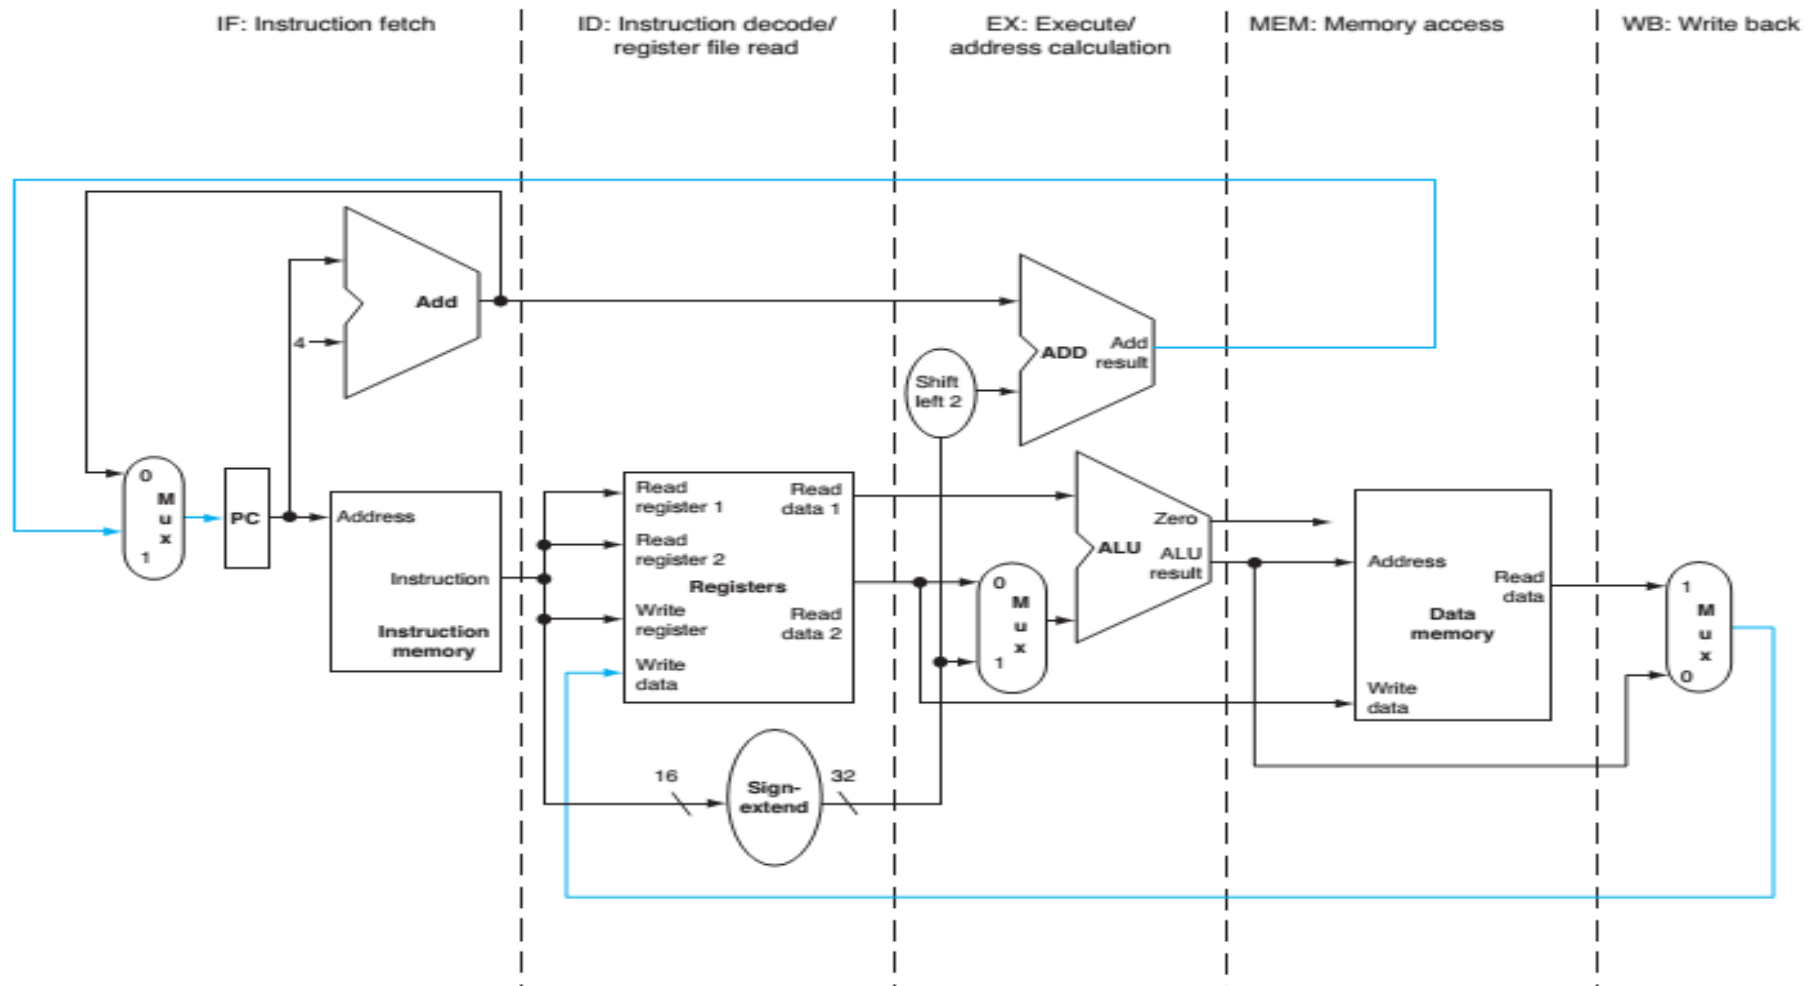 IF: Instruction fetch
ID: Instruction decode/
register file read
EX: Execute/
address calculation
MEM: Memory access
WB: Write back
Add
4
ADD
Add
result
Shift
left 2
0
M
u
x
1
PC
Address
Instruction
Instruction
memory
Read
register 1
Read
data 1
Read
register 2
Registers
Write
register
Read
data 2
Write
data
16
Sign-
extend
32
0
M
u
x
1
Zero
ALU
ALU
result
Address
Read
data
Data
memory
Write
data
1
M
u
x
0